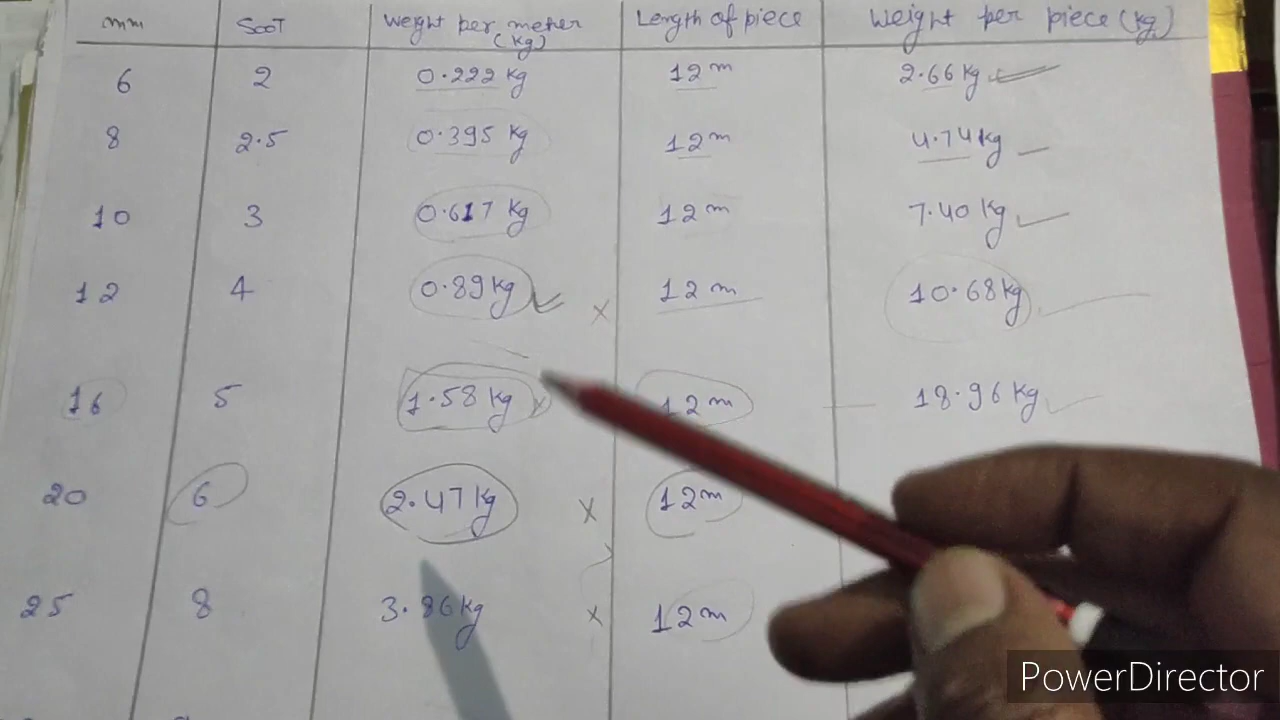 mm SooT Weight per meter (kg) Length of piece Weight per piece (kg)
6 2 0.222 kg 12 m 2.66 kg
8 2.5 0.395 kg 12 m 4.74 kg
10 3 0.617 kg 12 m 7.40 kg
12 4 0.89 kg x 12 m 10.68 kg
16 5 1.58 kg x 12 m 18.96 kg
20 6 2.47 kg x 12 m
25 8 3.86 kg x 12 m
PowerDirector